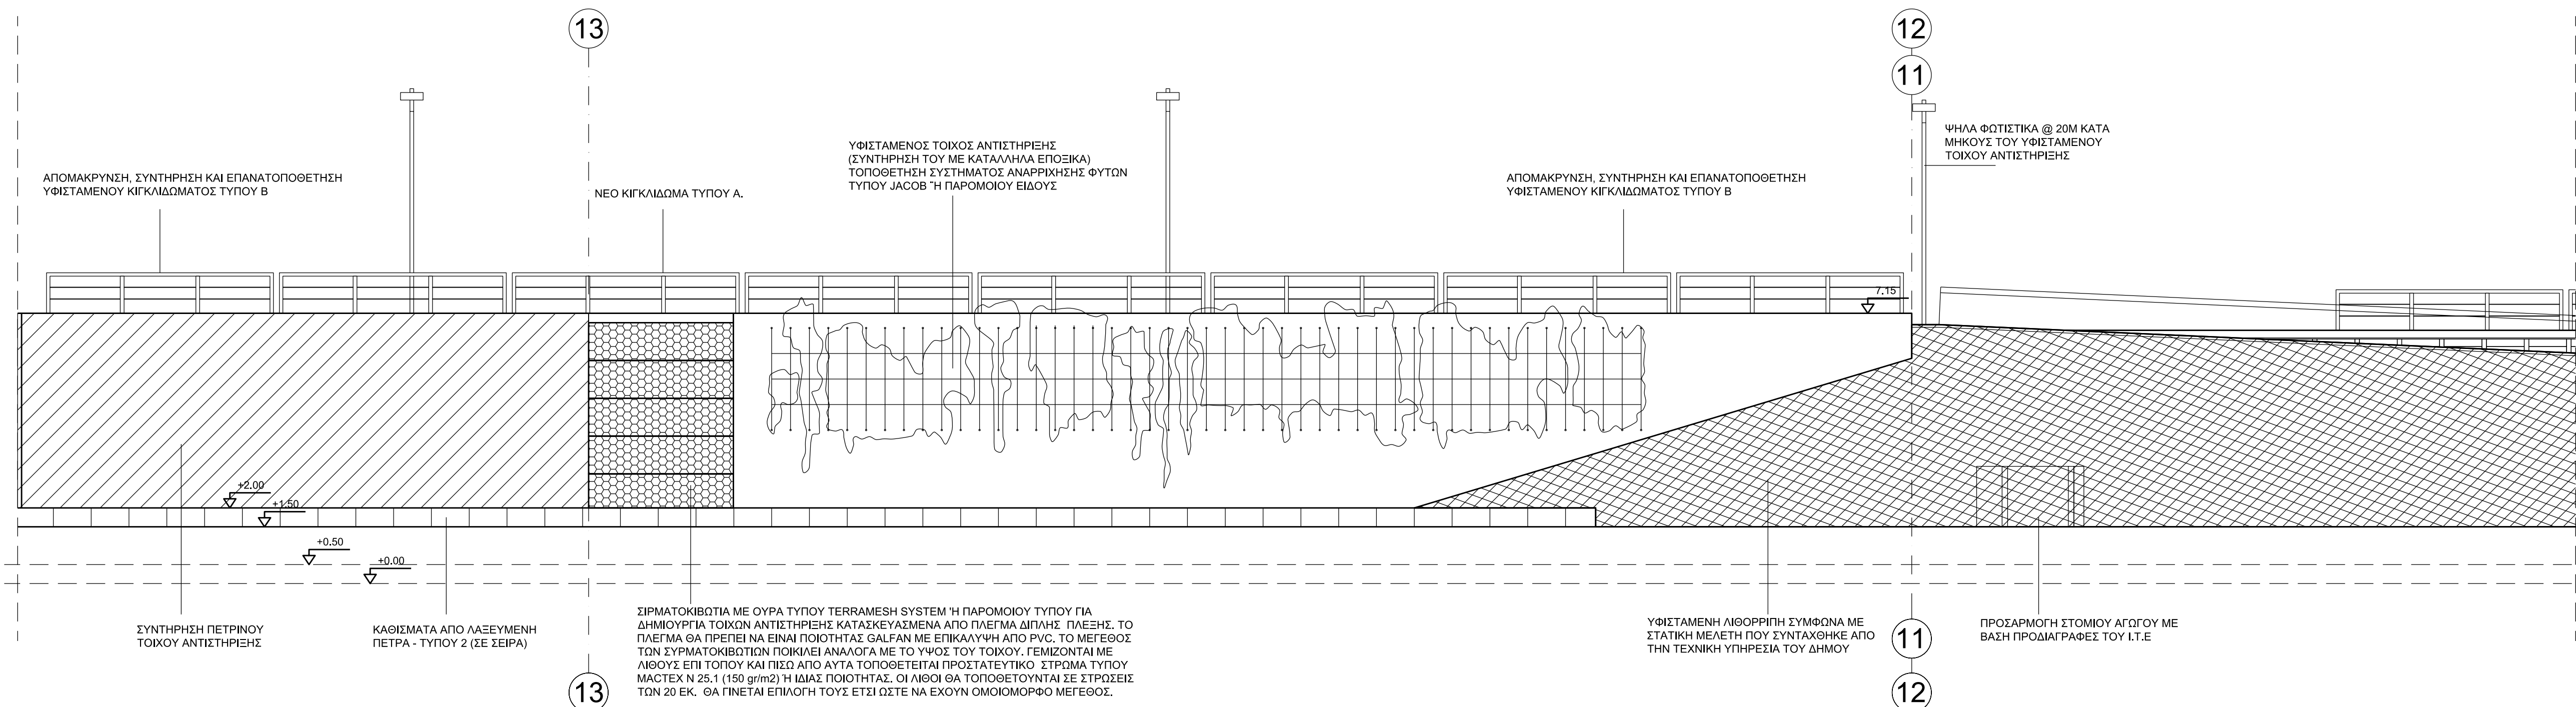 13
12
11
ΨΗΛΑ ΦΩΤΙΣΤΙΚΑ @ 20Μ ΚΑΤΑ
ΜΗΚΟΥΣ ΤΟΥ ΥΦΙΣΤΑΜΕΝΟΥ
ΤΟΙΧΟΥ ΑΝΤΙΣΤΗΡΙΞΗΣ
ΥΦΙΣΤΑΜΕΝΟΣ ΤΟΙΧΟΣ ΑΝΤΙΣΤΗΡΙΞΗΣ
(ΣΥΝΤΗΡΗΣΗ ΤΟΥ ΜΕ ΚΑΤΑΛΛΗΛΑ ΕΠΟΞΙΚΑ)
ΤΟΠΟΘΕΤΗΣΗ ΣΥΣΤΗΜΑΤΟΣ ΑΝΑΡΡΙΧΗΣΗΣ ΦΥΤΩΝ
ΤΥΠΟΥ JACOB ¨Η ΠΑΡΟΜΟΙΟΥ ΕΙΔΟΥΣ
ΑΠΟΜΑΚΡΥΝΣΗ, ΣΥΝΤΗΡΗΣΗ ΚΑΙ ΕΠΑΝΑΤΟΠΟΘΕΤΗΣΗ
ΥΦΙΣΤΑΜΕΝΟΥ ΚΙΓΚΛΙΔΩΜΑΤΟΣ ΤΥΠΟΥ Β
ΝΕΟ ΚΙΓΚΛΙΔΩΜΑ ΤΥΠΟΥ Α.
ΑΠΟΜΑΚΡΥΝΣΗ, ΣΥΝΤΗΡΗΣΗ ΚΑΙ ΕΠΑΝΑΤΟΠΟΘΕΤΗΣΗ
ΥΦΙΣΤΑΜΕΝΟΥ ΚΙΓΚΛΙΔΩΜΑΤΟΣ ΤΥΠΟΥ Β
7.15
+2.00
+1.50
+0.50
+0.00
ΣΥΝΤΗΡΗΣΗ ΠΕΤΡΙΝΟΥ
ΤΟΙΧΟΥ ΑΝΤΙΣΤΗΡΙΞΗΣ
ΚΑΘΙΣΜΑΤΑ ΑΠΟ ΛΑΞΕΥΜΕΝΗ
ΠΕΤΡΑ - ΤΥΠΟΥ 2 (ΣΕ ΣΕΙΡΑ)
ΣΙΡΜΑΤΟΚΙΒΩΤΙΑ ΜΕ ΟΥΡΑ ΤΥΠΟΥ TERRAMESH SYSTEM 'Η ΠΑΡΟΜΟΙΟΥ ΤΥΠΟΥ ΓΙΑ
ΔΗΜΙΟΥΡΓΙΑ ΤΟΙΧΩΝ ΑΝΤΙΣΤΗΡΙΞΗΣ ΚΑΤΑΣΚΕΥΑΣΜΕΝΑ ΑΠΟ ΠΛΕΓΜΑ ΔΙΠΛΗΣ ΠΛΕΞΗΣ. ΤΟ
ΠΛΕΓΜΑ ΘΑ ΠΡΕΠΕΙ ΝΑ ΕΙΝΑΙ ΠΟΙΟΤΗΤΑΣ GALFAN ΜΕ ΕΠΙΚΑΛΥΨΗ ΑΠΟ PVC. ΤΟ ΜΕΓΕΘΟΣ
ΤΩΝ ΣΥΡΜΑΤΟΚΙΒΩΤΙΩΝ ΠΟΙΚΙΛΕΙ ΑΝΑΛΟΓΑ ΜΕ ΤΟ ΥΨΟΣ ΤΟΥ ΤΟΙΧΟΥ. ΓΕΜΙΖΟΝΤΑΙ ΜΕ
ΛΙΘΟΥΣ ΕΠΙ ΤΟΠΟΥ ΚΑΙ ΠΙΣΩ ΑΠΟ ΑΥΤΑ ΤΟΠΟΘΕΤΕΙΤΑΙ ΠΡΟΣΤΑΤΕΥΤΙΚΟ ΣΤΡΩΜΑ ΤΥΠΟΥ
MACTEX N 25.1 (150 gr/m2) Ή ΙΔΙΑΣ ΠΟΙΟΤΗΤΑΣ. ΟΙ ΛΙΘΟΙ ΘΑ ΤΟΠΟΘΕΤΟΥΝΤΑΙ ΣΕ ΣΤΡΩΣΕΙΣ
ΤΩΝ 20 ΕΚ. ΘΑ ΓΙΝΕΤΑΙ ΕΠΙΛΟΓΗ ΤΟΥΣ ΕΤΣΙ ΩΣΤΕ ΝΑ ΕΧΟΥΝ ΟΜΟΙΟΜΟΡΦΟ ΜΕΓΕΘΟΣ.
ΥΦΙΣΤΑΜΕΝΗ ΛΙΘΟΡΡΙΠΗ ΣΥΜΦΩΝΑ ΜΕ
ΣΤΑΤΙΚΗ ΜΕΛΕΤΗ ΠΟΥ ΣΥΝΤΑΧΘΗΚΕ ΑΠΟ
ΤΗΝ ΤΕΧΝΙΚΗ ΥΠΗΡΕΣΙΑ ΤΟΥ ΔΗΜΟΥ
ΠΡΟΣΑΡΜΟΓΗ ΣΤΟΜΙΟΥ ΑΓΩΓΟΥ ΜΕ
ΒΑΣΗ ΠΡΟΔΙΑΓΡΑΦΕΣ ΤΟΥ Ι.Τ.Ε
11
13
12